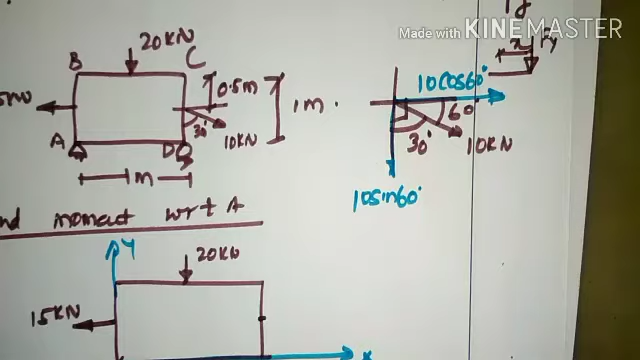 Made with KINEMASTER
20KN
Fy
x
B
C
10cos60°
0.5m
1m.
60
30°
10KN
30°
10KN
A
D
1m
10sin60°
moment wrt A
Y
20KN
15KN
x